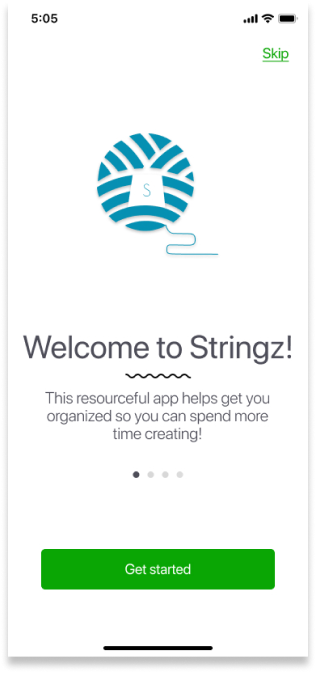 5:05
Skip
S
Welcome to Stringz!
This resourceful app helps get you
organized so you can spend more
time creating!
Get started